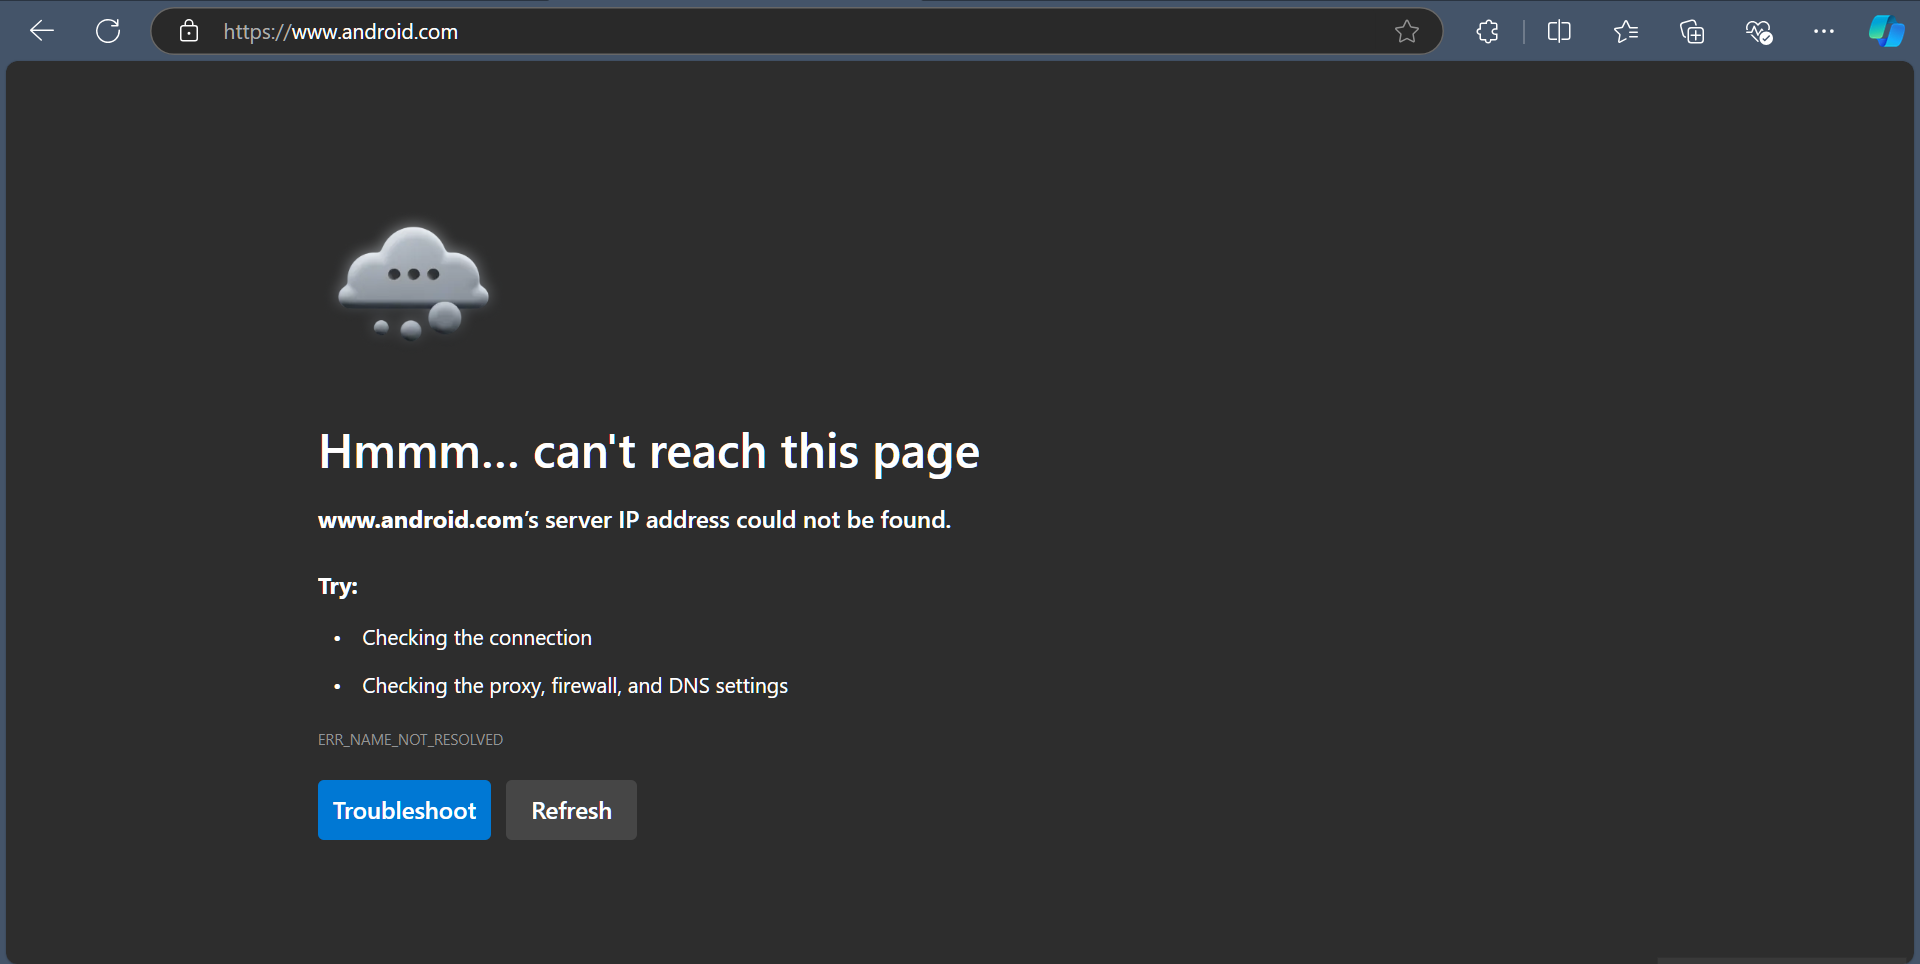 https://www.android.com
Hmmm... can't reach this page
www.android.com's server IP address could not be found.
Try:
• Checking the connection
• Checking the proxy, firewall, and DNS settings
ERR_NAME_NOT_RESOLVED
Troubleshoot Refresh